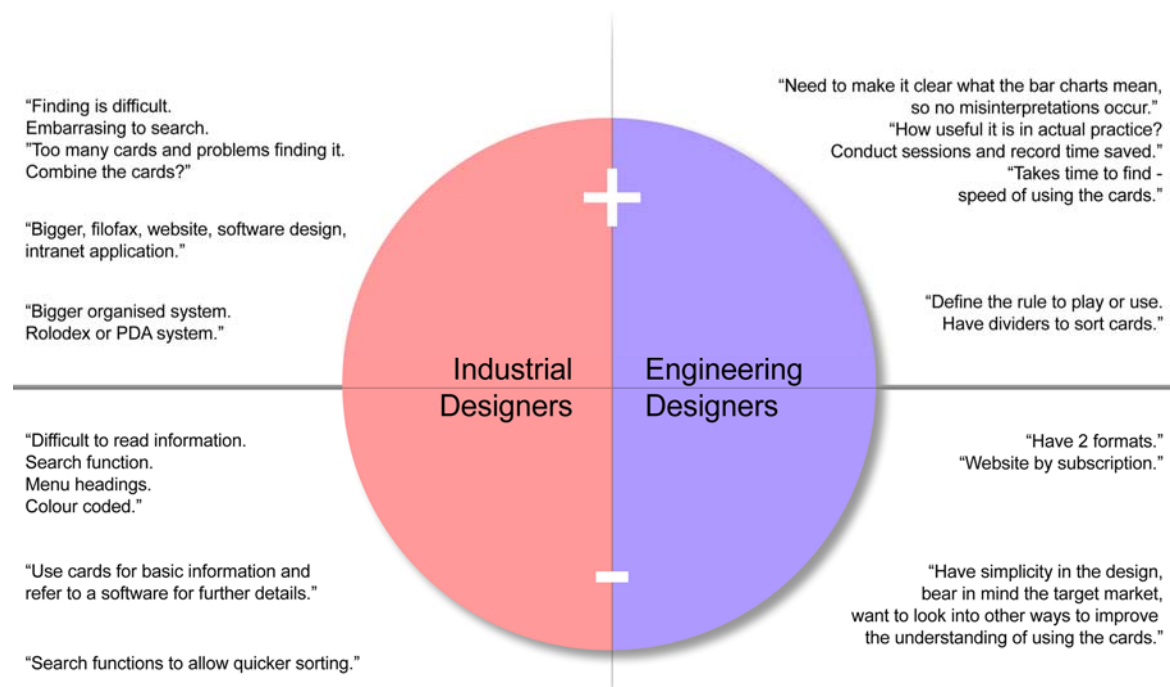 “Finding is difficult.
Embarrasing to search.
”Too many cards and problems finding it.
Combine the cards?”
“Bigger, filofax, website, software design,
intranet application.”
“Bigger organised system.
Rolodex or PDA system.”
“Need to make it clear what the bar charts mean,
so no misinterpretations occur.”
“How useful it is in actual practice?
Conduct sessions and record time saved.”
“Takes time to find -
speed of using the cards.”
“Define the rule to play or use.
Have dividers to sort cards.”
+
Industrial
Designers
Engineering
Designers
-
“Difficult to read information.
Search function.
Menu headings.
Colour coded.”
“Use cards for basic information and
refer to a software for further details.”
“Search functions to allow quicker sorting.”
“Have 2 formats.”
“Website by subscription.”
“Have simplicity in the design,
bear in mind the target market,
want to look into other ways to improve
the understanding of using the cards.”